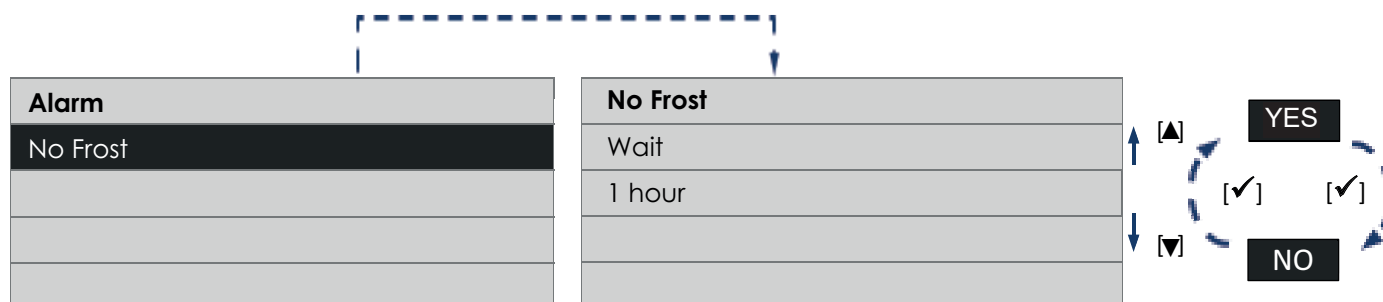 Alarm
No Frost
No Frost
Wait
1 hour
[▲]
[▼]
YES
[✓] [✓]
NO